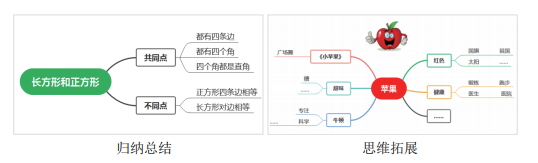 长方形和正方形
共同点
都有四条边
都有四个角
四个角都是直角
不同点
正方形四条边相等
长方形对边相等
归纳总结
苹果
《小苹果》
广场舞
甜味
糖
……
牛顿
专注
科学
……
红色
国旗
祖国
太阳
……
健康
锻炼
跑步
医生
医院
……
思维拓展